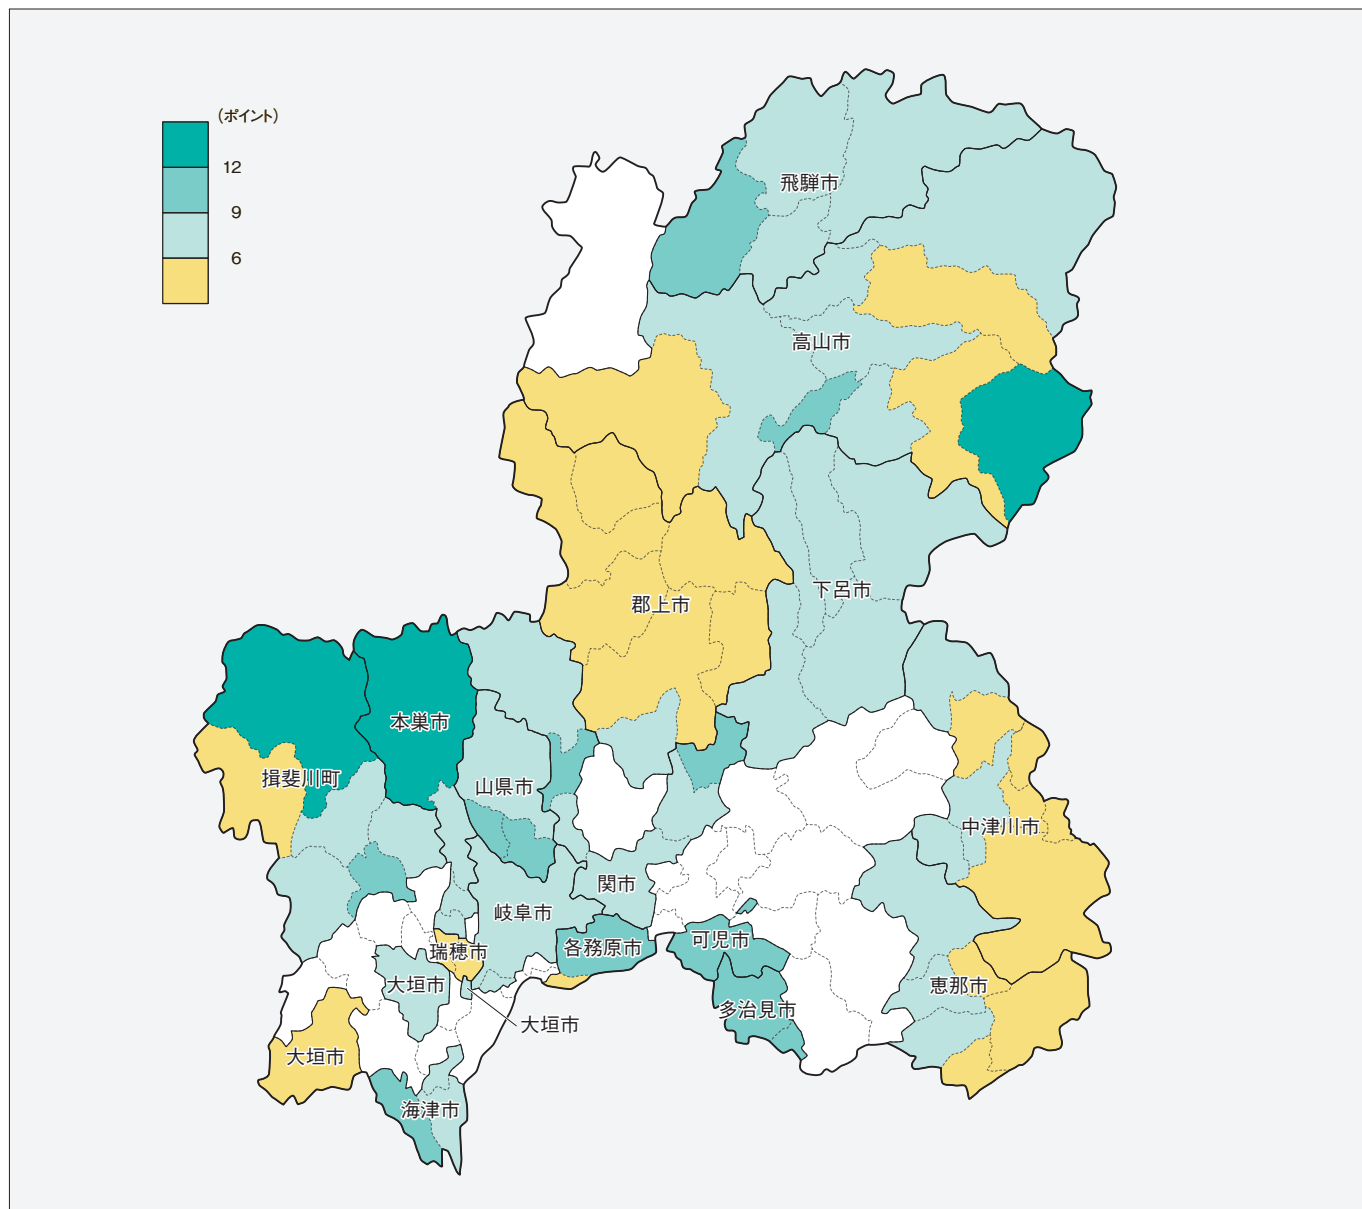 (ポイント)
12
9
6
飛騨市
高山市
下呂市
郡上市
本巣市
揖斐川町
山県市
中津川市
関市
岐阜市
各務原市
可児市
瑞穂市
大垣市
恵那市
多治見市
大垣市
大垣市
海津市